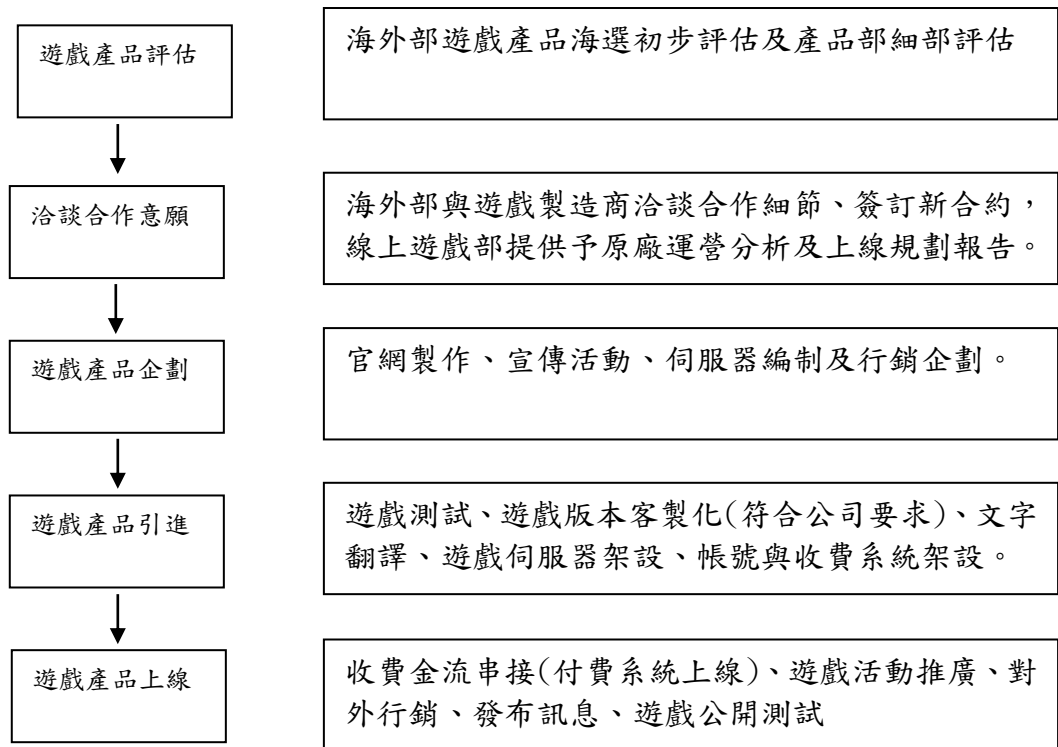 遊戲產品評估
海外部遊戲產品海選初步評估及產品部細部評估
洽談合作意願
海外部與遊戲製造商洽談合作細節、簽訂新合約，
線上遊戲部提供予原廠運營分析及上線規劃報告。
遊戲產品企劃
官網製作、宣傳活動、伺服器編制及行銷企劃。
遊戲產品引進
遊戲測試、遊戲版本客製化(符合公司要求)、文字
翻譯、遊戲伺服器架設、帳號與收費系統架設。
遊戲產品上線
收費金流串接(付費系統上線)、遊戲活動推廣、對
外行銷、發布訊息、遊戲公開測試